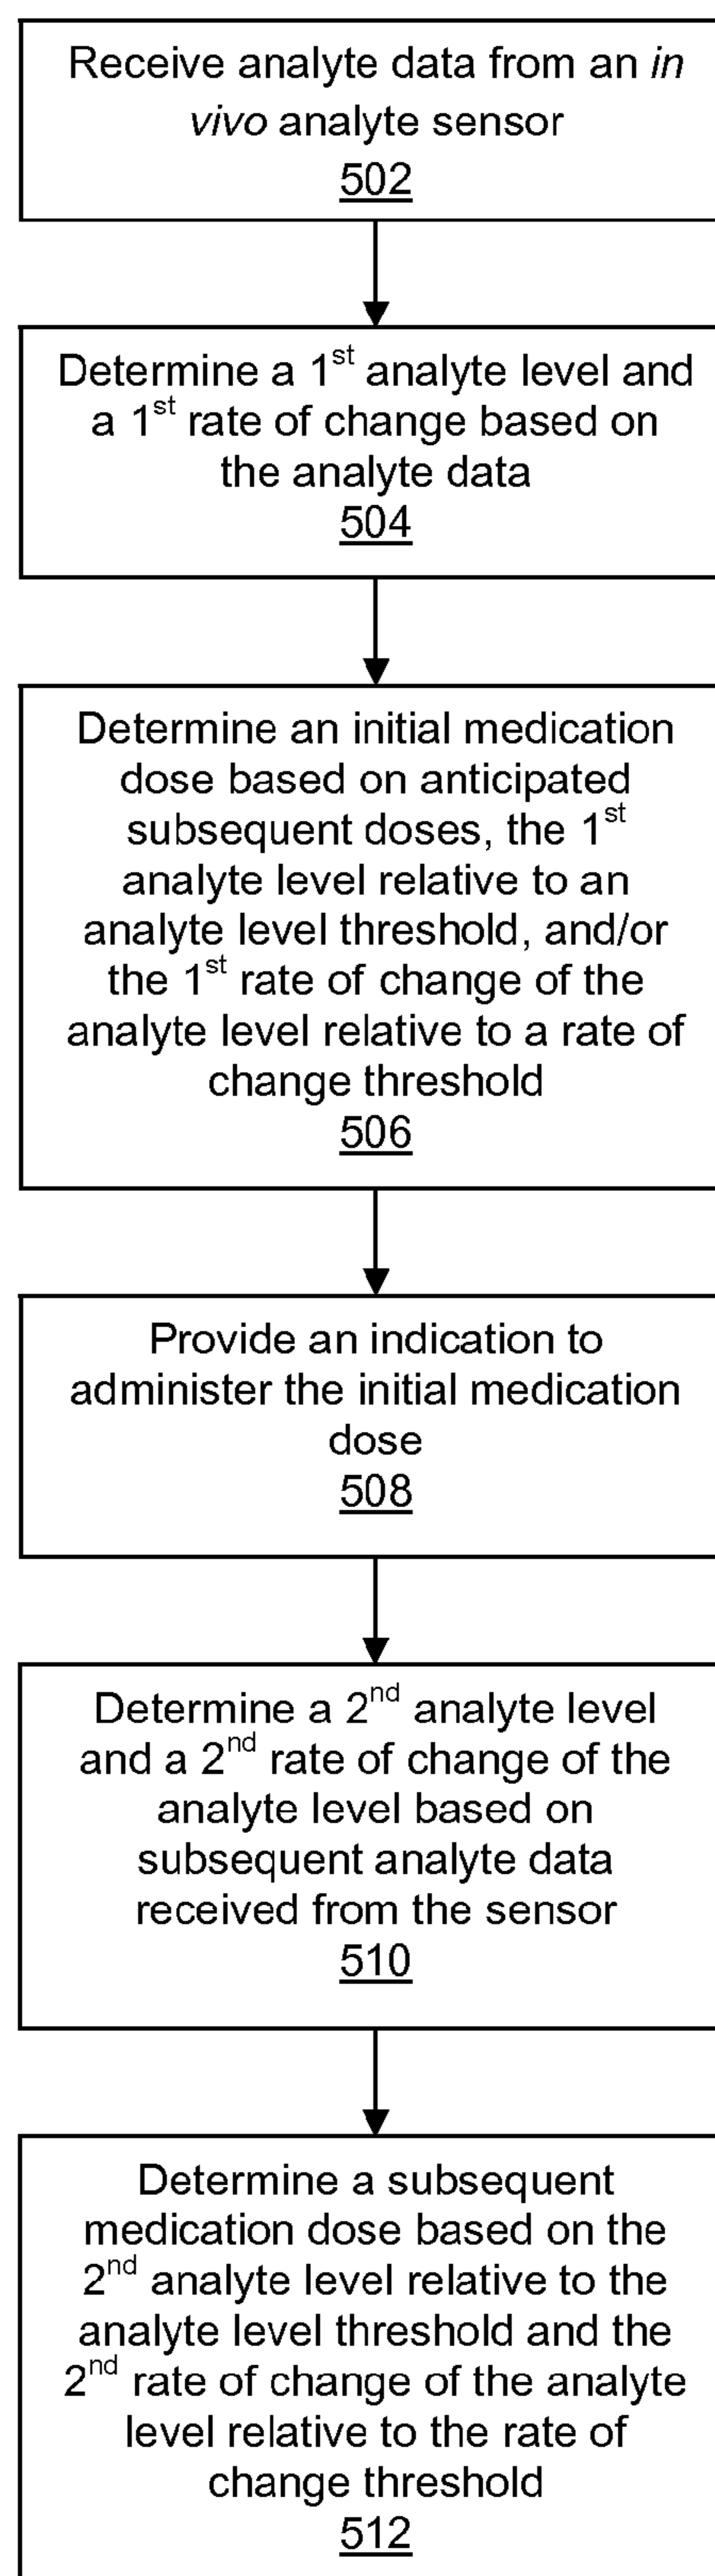 Receive analyte data from an in
vivo analyte sensor
502
Determine a 1st analyte level and
a 1st rate of change based on
the analyte data
504
Determine an initial medication
dose based on anticipated
subsequent doses, the 1st
analyte level relative to an
analyte level threshold, and/or
the 1st rate of change of the
analyte level relative to a rate of
change threshold
506
Provide an indication to
administer the initial medication
dose
508
Determine a 2nd analyte level
and a 2nd rate of change of the
analyte level based on
subsequent analyte data
received from the sensor
510
Determine a subsequent
medication dose based on the
2nd analyte level relative to the
analyte level threshold and the
2nd rate of change of the analyte
level relative to the rate of
change threshold
512